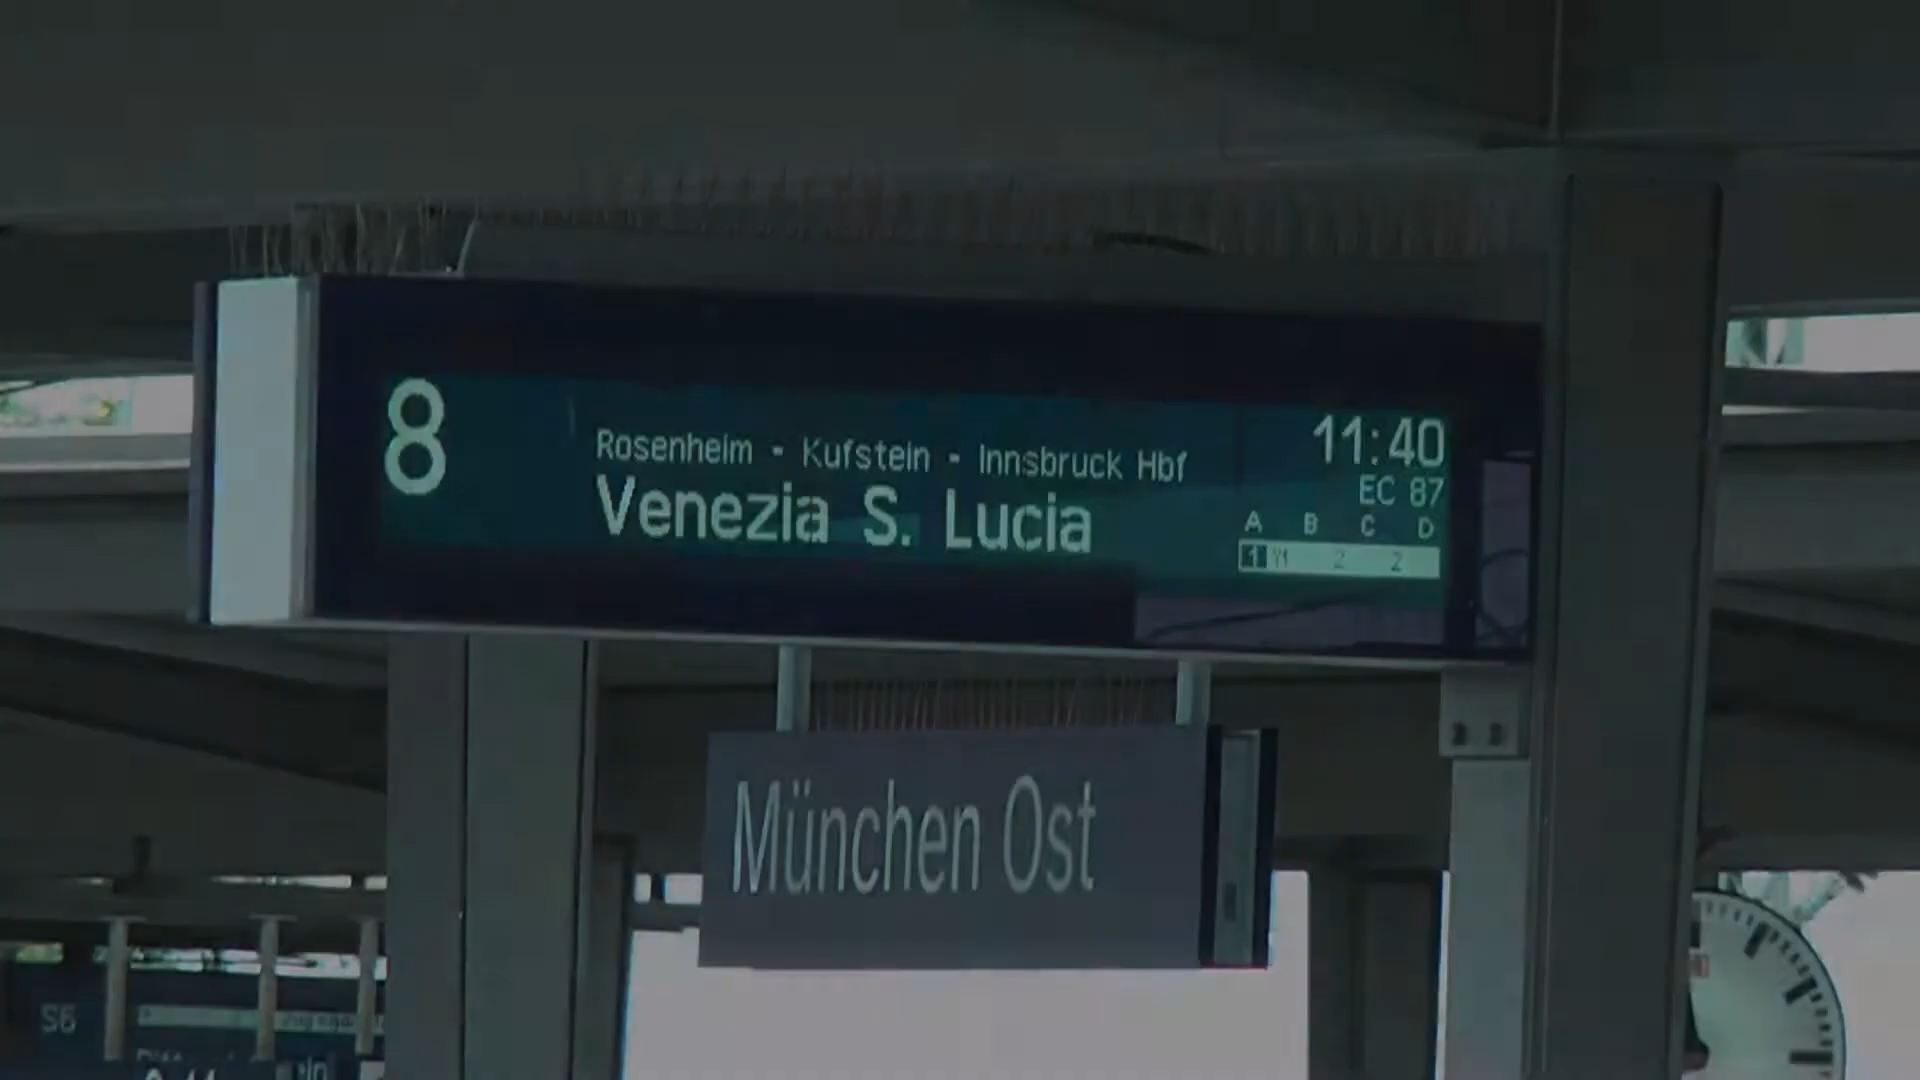 8
Rosenheim - Kufstein - Innsbruck Hbf
Venezia S. Lucia
11:40
EC 87
A B C D
1 2 2
München Ost
S6